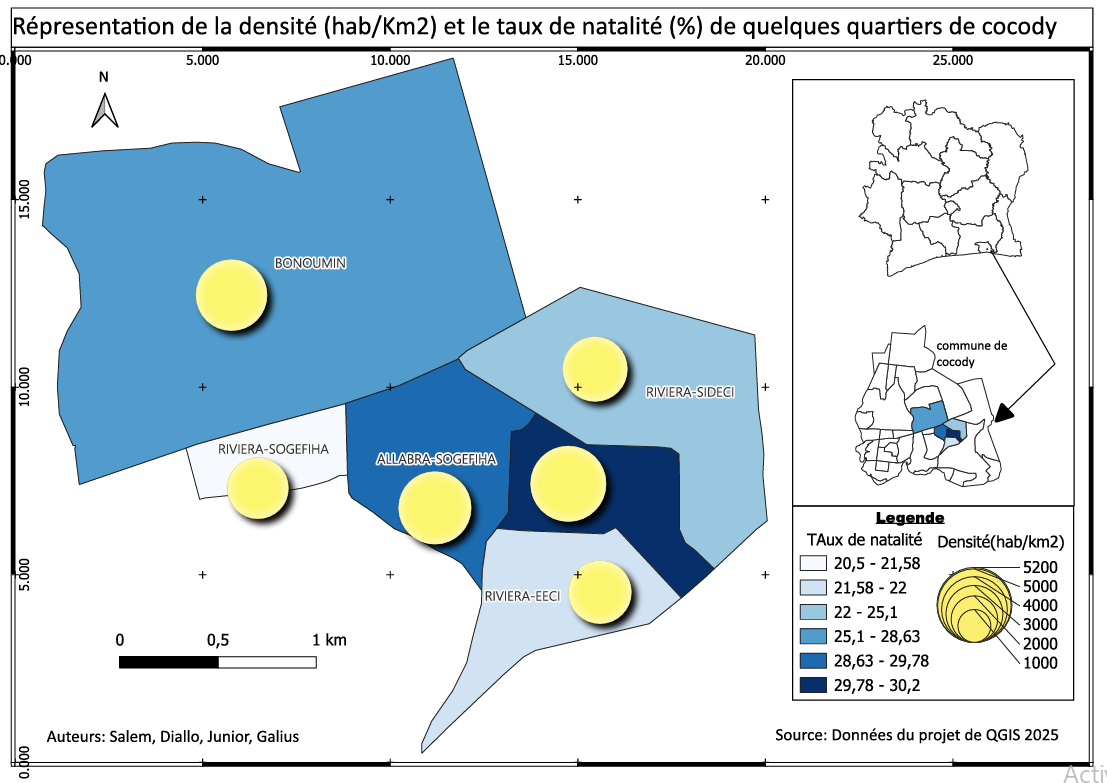 Répresentation de la densité (hab/Km2) et le taux de natalité (%) de quelques quartiers de cocody
0.000 5.000 10.000 15.000 20.000 25.000
N
15.000
10.000
5.000
0.000
BONOUMIN
RIVIERA-SIDECI
RIVIERA-SOGEFIHA
ALLABRA-SOGEFIHA
RIVIERA-EECI
0 0,5 1 km
Auteurs: Salem, Diallo, Junior, Galius
commune de
cocody
Legende
TAux de natalité
20,5 - 21,58
21,58 - 22
22 - 25,1
25,1 - 28,63
28,63 - 29,78
29,78 - 30,2
Densité(hab/km2)
5200
5000
4000
3000
2000
1000
Source: Données du projet de QGIS 2025